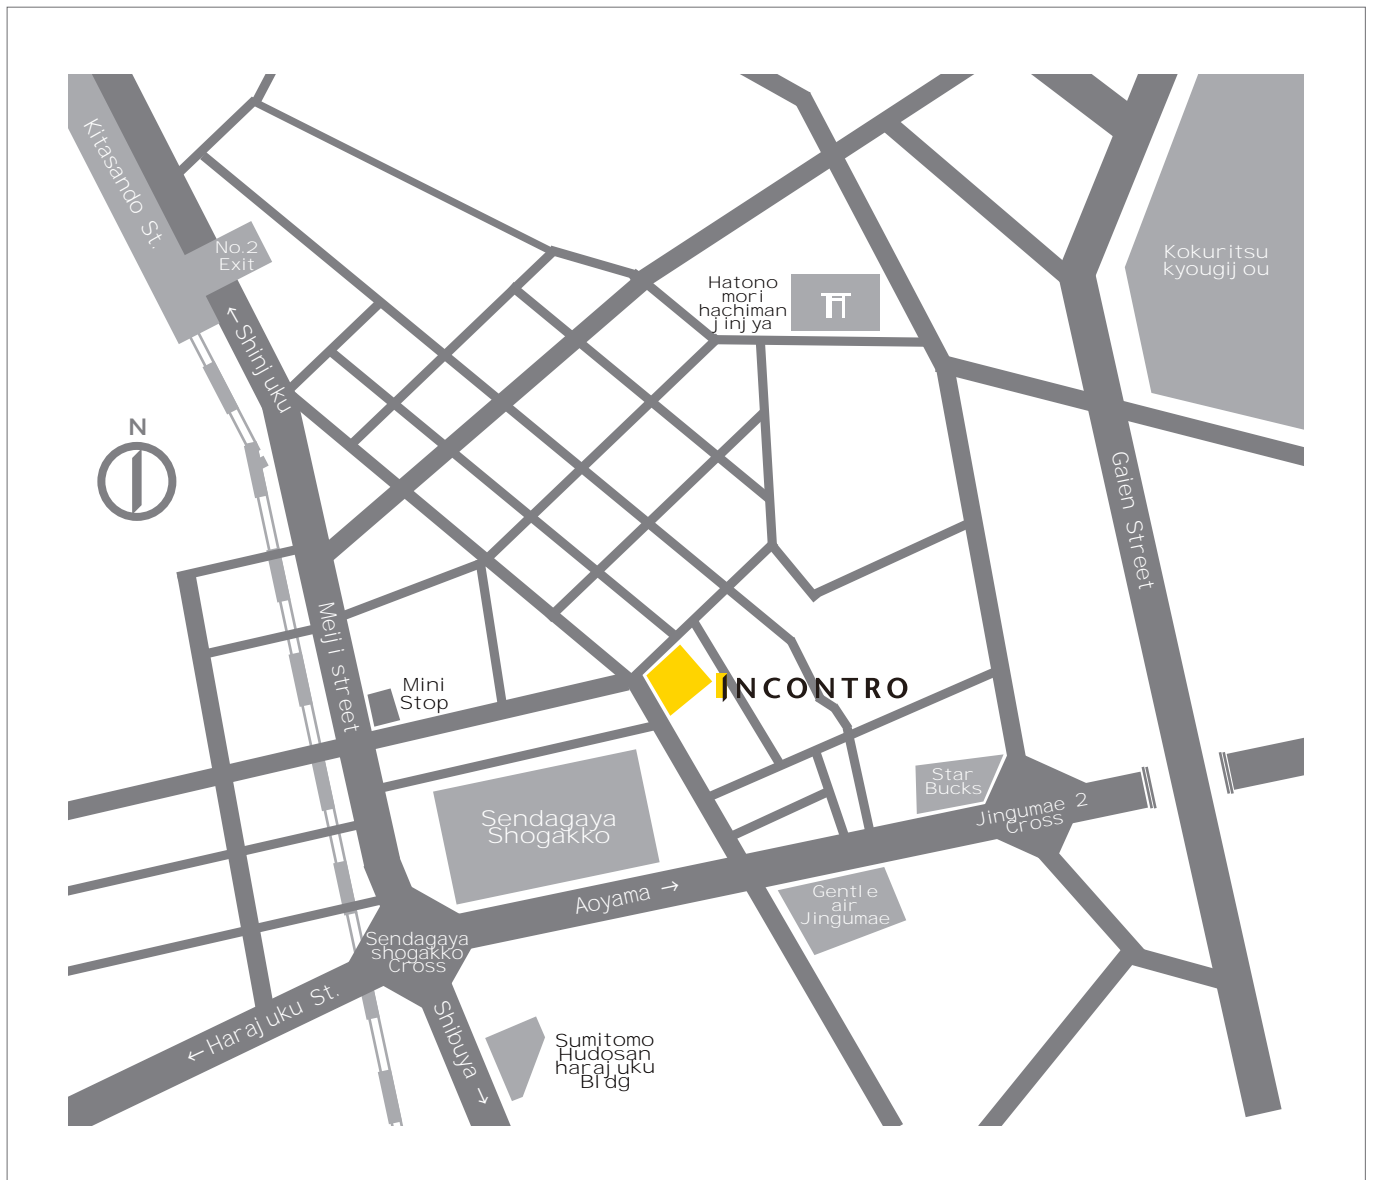 Kitasando St.
No.2
Exit
← Shinjuku
Hatono
mori
hachiman
jinjya
Kokuritsu
kyougijou
N
Gaien Street
Meiji street
Mini
Stop
INCONTRO
Star
Bucks
Jingumae 2
Cross
Sendagaya
Shogakko
Aoyama →
Gentle
air
Jingumae
Sendagaya
shogakko
Cross
← Harajuku St.
Shibuya →
Sumitomo
Hudosan
harajuku
Bldg